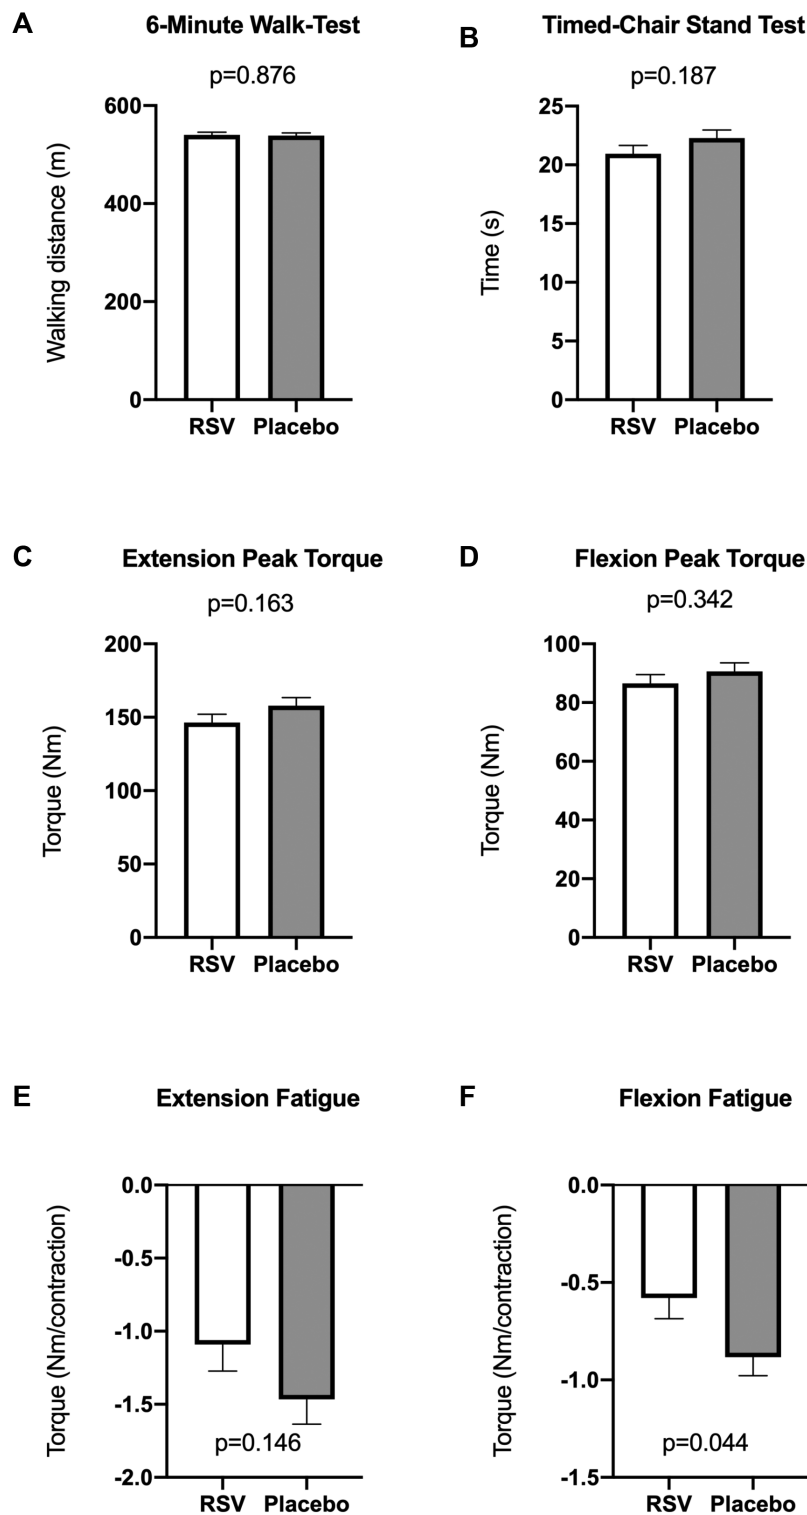 A
6-Minute Walk-Test
p=0.876
Walking distance (m)
600
400
200
0
RSV Placebo
B
Timed-Chair Stand Test
p=0.187
Time (s)
25
20
15
10
5
0
RSV Placebo
C
Extension Peak Torque
p=0.163
Torque (Nm)
200
150
100
50
0
RSV Placebo
D
Flexion Peak Torque
p=0.342
Torque (Nm)
100
80
60
40
20
0
RSV Placebo
E
Extension Fatigue
Torque (Nm/contraction)
0.0
-0.5
-1.0
-1.5
-2.0
p=0.146
RSV Placebo
F
Flexion Fatigue
Torque (Nm/contraction)
0.0
-0.5
-1.0
-1.5
p=0.044
RSV Placebo